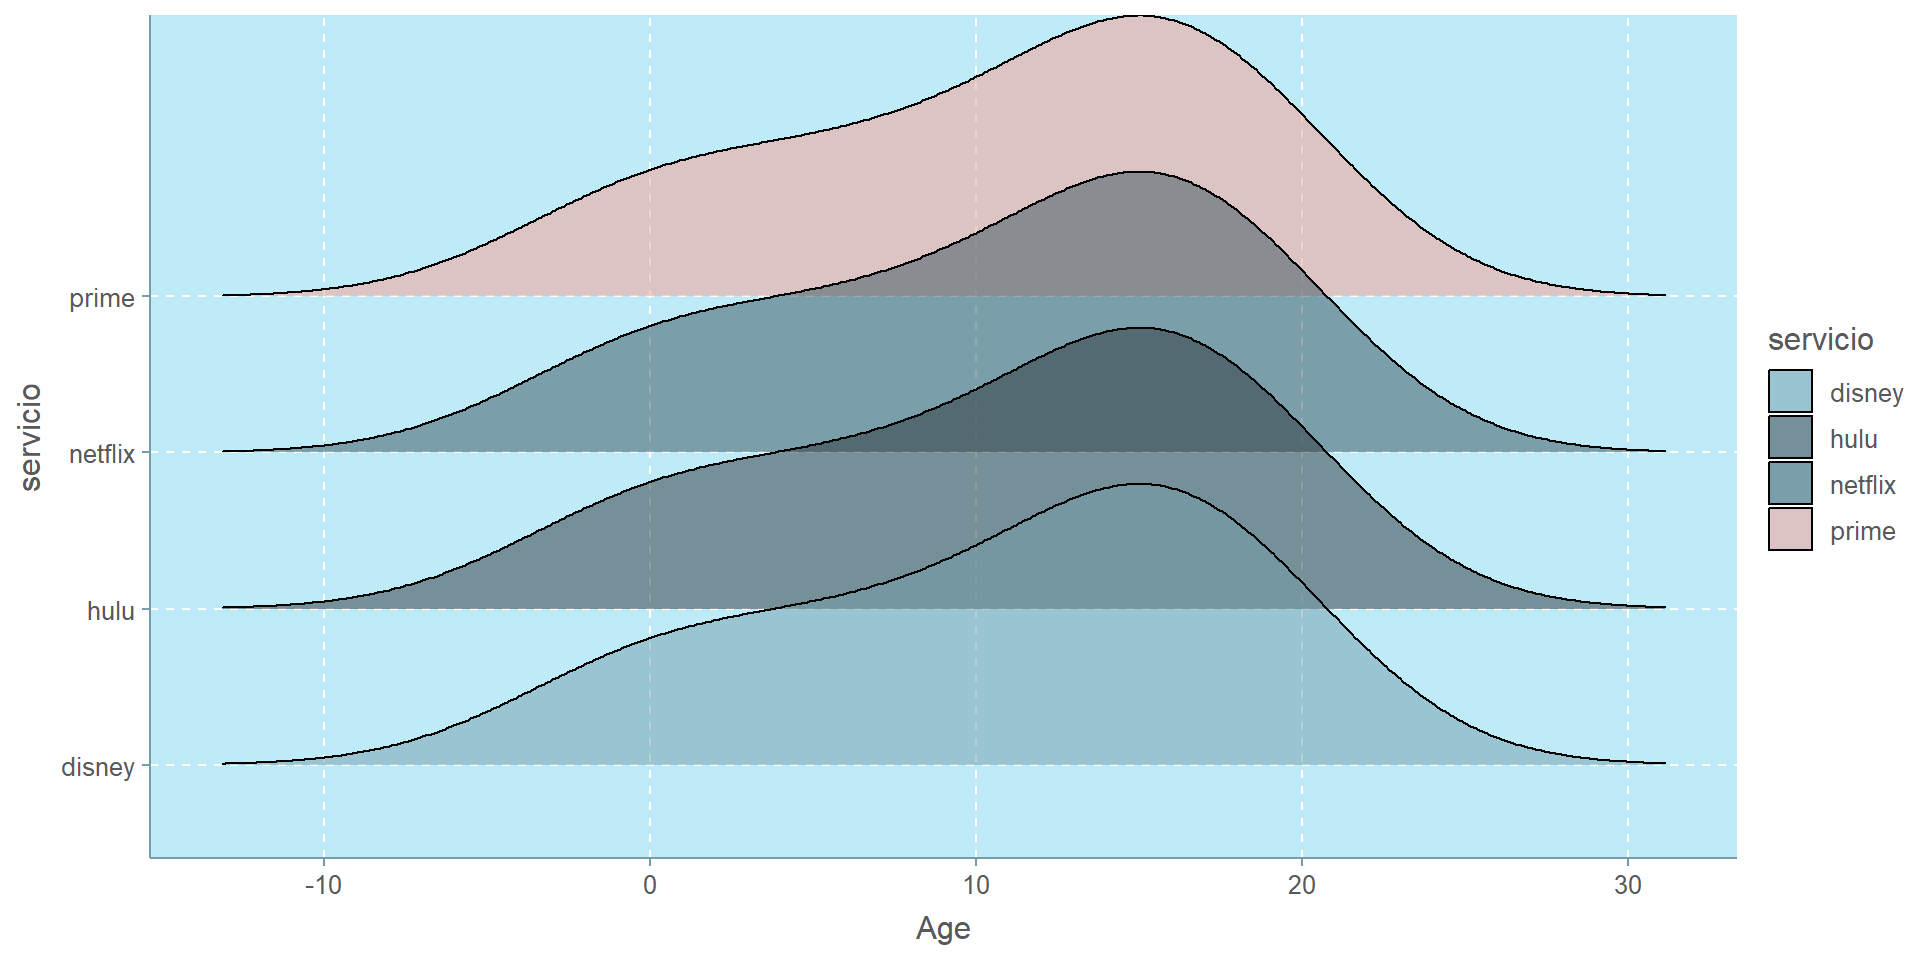 servicio
prime
netflix
hulu
disney
-10 0 10 20 30
Age
servicio
disney
hulu
netflix
prime